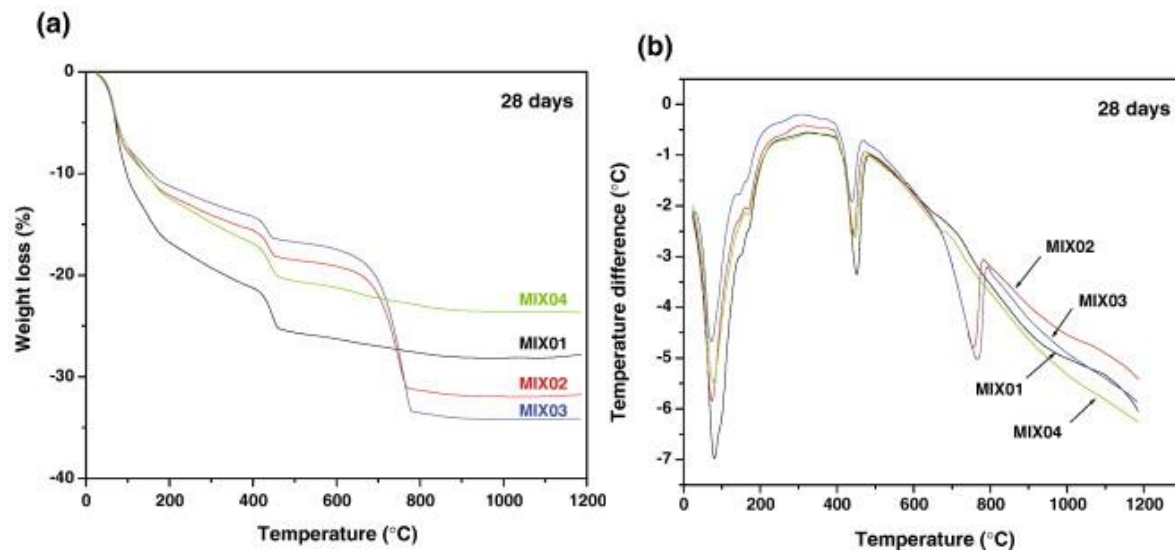 (a)
28 days
0
-10
-20
-30
-40
Weight loss (%)
MIX04
MIX01
MIX02
MIX03
0 200 400 600 800 1000 1200
Temperature (°C)
(b)
28 days
0
-1
-2
-3
-4
-5
-6
-7
Temperature difference (°C)
MIX02
MIX03
MIX01
MIX04
0 200 400 600 800 1000 1200
Temperature (°C)